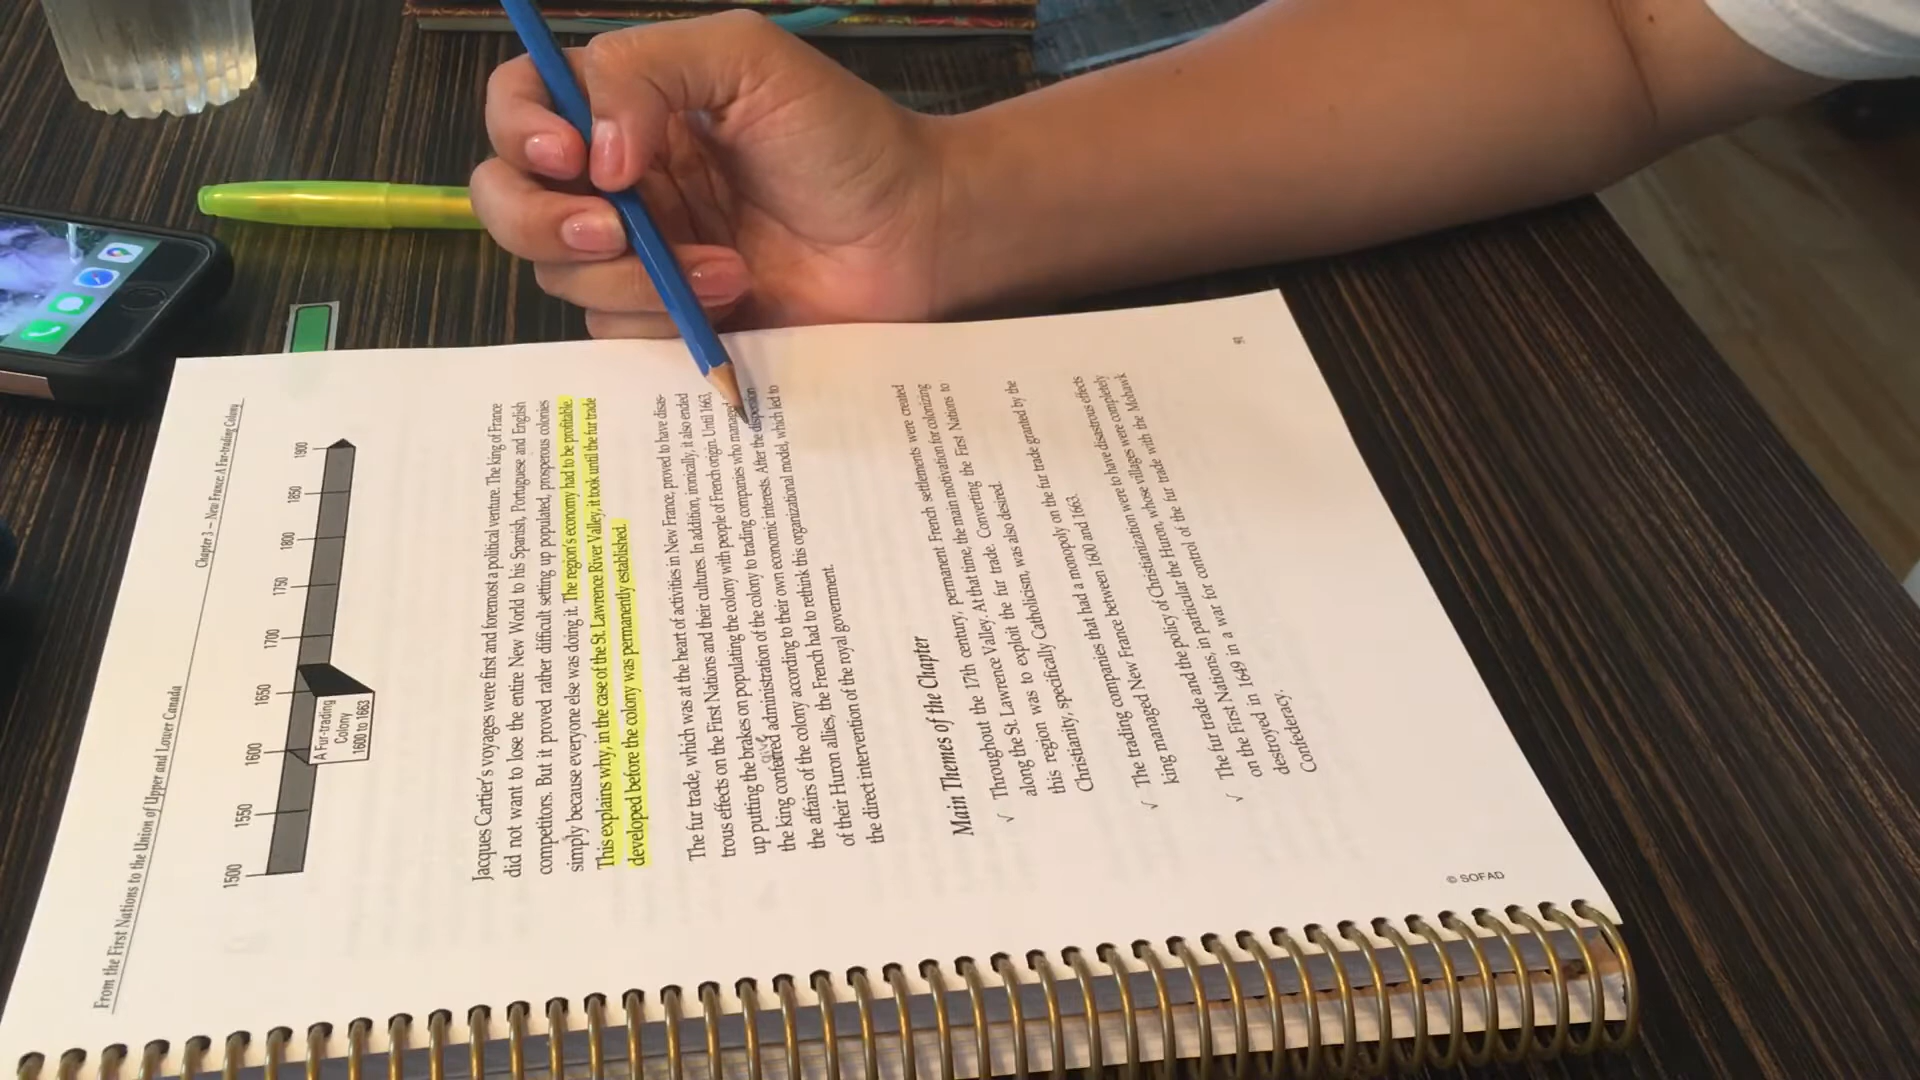 From the First Nations to the Union of Upper and Lower Canada
Chapter 3 – New France: A Fur-trading Colony
1500 1550 1600 1650 1700 1750 1800 1850 1900
A Fur-trading
Colony
1600 to 1663
Jacques Cartier's voyages were first and foremost a political venture. The king of France
did not want to lose the entire New World to his Spanish, Portuguese and English
competitors. But it proved rather difficult setting up populated, prosperous colonies
simply because everyone else was doing it. The region's economy had to be profitable.
This explains why, in the case of the St. Lawrence River Valley, it took until the fur trade
developed before the colony was permanently established.
The fur trade, which was at the heart of activities in New France, proved to have disas-
trous effects on the First Nations and their cultures. In addition, ironically, it also ended
up putting the brakes on populating the colony with people of French origin. Until 1663,
give
the king conferred administration of the colony to trading companies who managed
the affairs of the colony according to their own economic interests. After the dispersion
of their Huron allies, the French had to rethink this organizational model, which led to
the direct intervention of the royal government.
Main Themes of the Chapter
√ Throughout the 17th century, permanent French settlements were created
along the St. Lawrence Valley. At that time, the main motivation for colonizing
this region was to exploit the fur trade. Converting the First Nations to
Christianity, specifically Catholicism, was also desired.
√ The trading companies that had a monopoly on the fur trade granted by the
king managed New France between 1600 and 1663.
√ The fur trade and the policy of Christianization were to have disastrous effects
on the First Nations, in particular the Huron, whose villages were completely
destroyed in 1649 in a war for control of the fur trade with the Mohawk
Confederacy.
© SOFAD